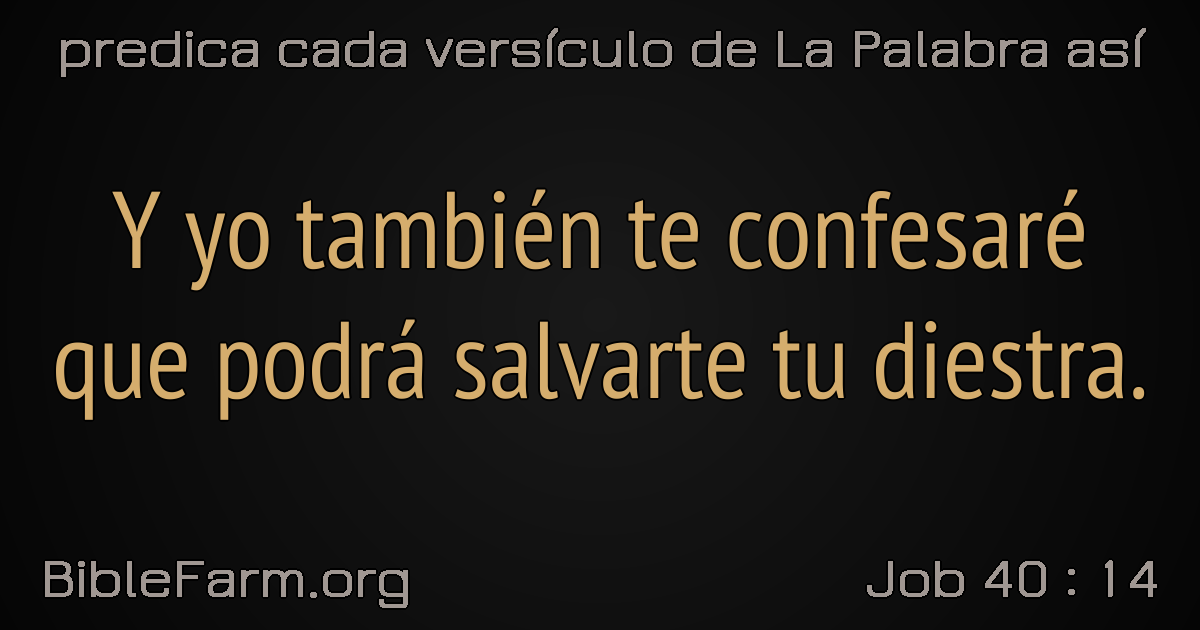 predica cada versículo de La Palabra así
Y yo también te confesaré
que podrá salvarte tu diestra.
BibleFarm.org
Job 40 : 14